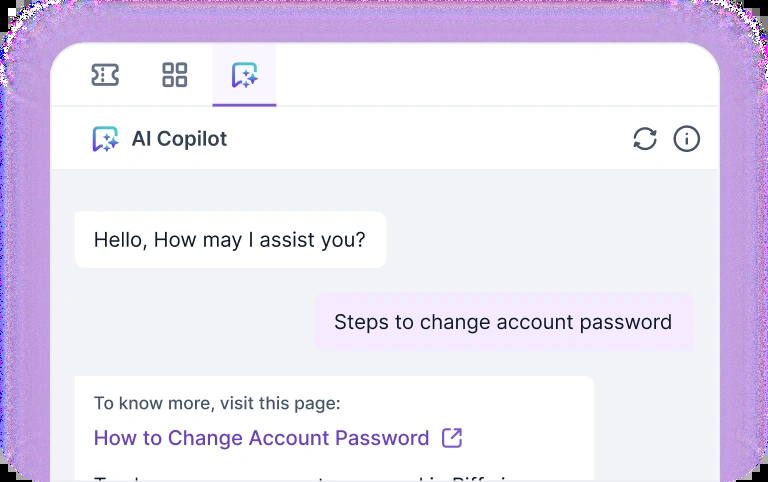 AI Copilot
Hello, How may I assist you?
Steps to change account password
To know more, visit this page:
How to Change Account Password